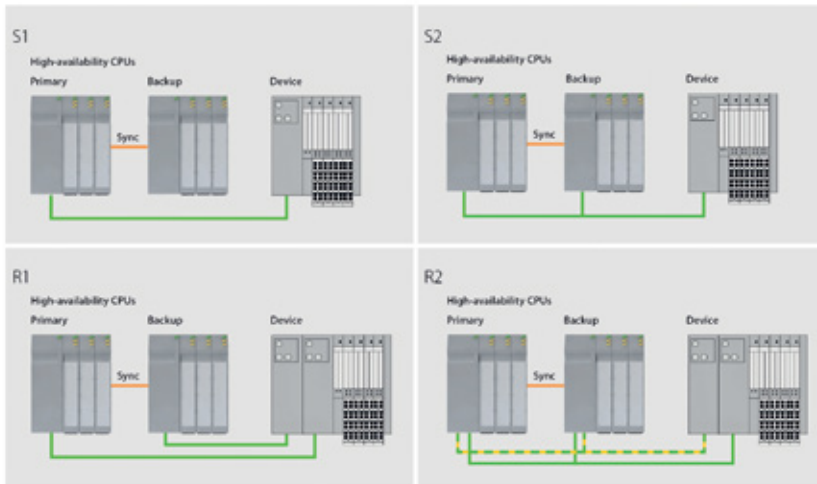 S1
High-availability CPUs
Primary Backup Device
Sync
S2
High-availability CPUs
Primary Backup Device
Sync
R1
High-availability CPUs
Primary Backup Device
Sync
R2
High-availability CPUs
Primary Backup Device
Sync